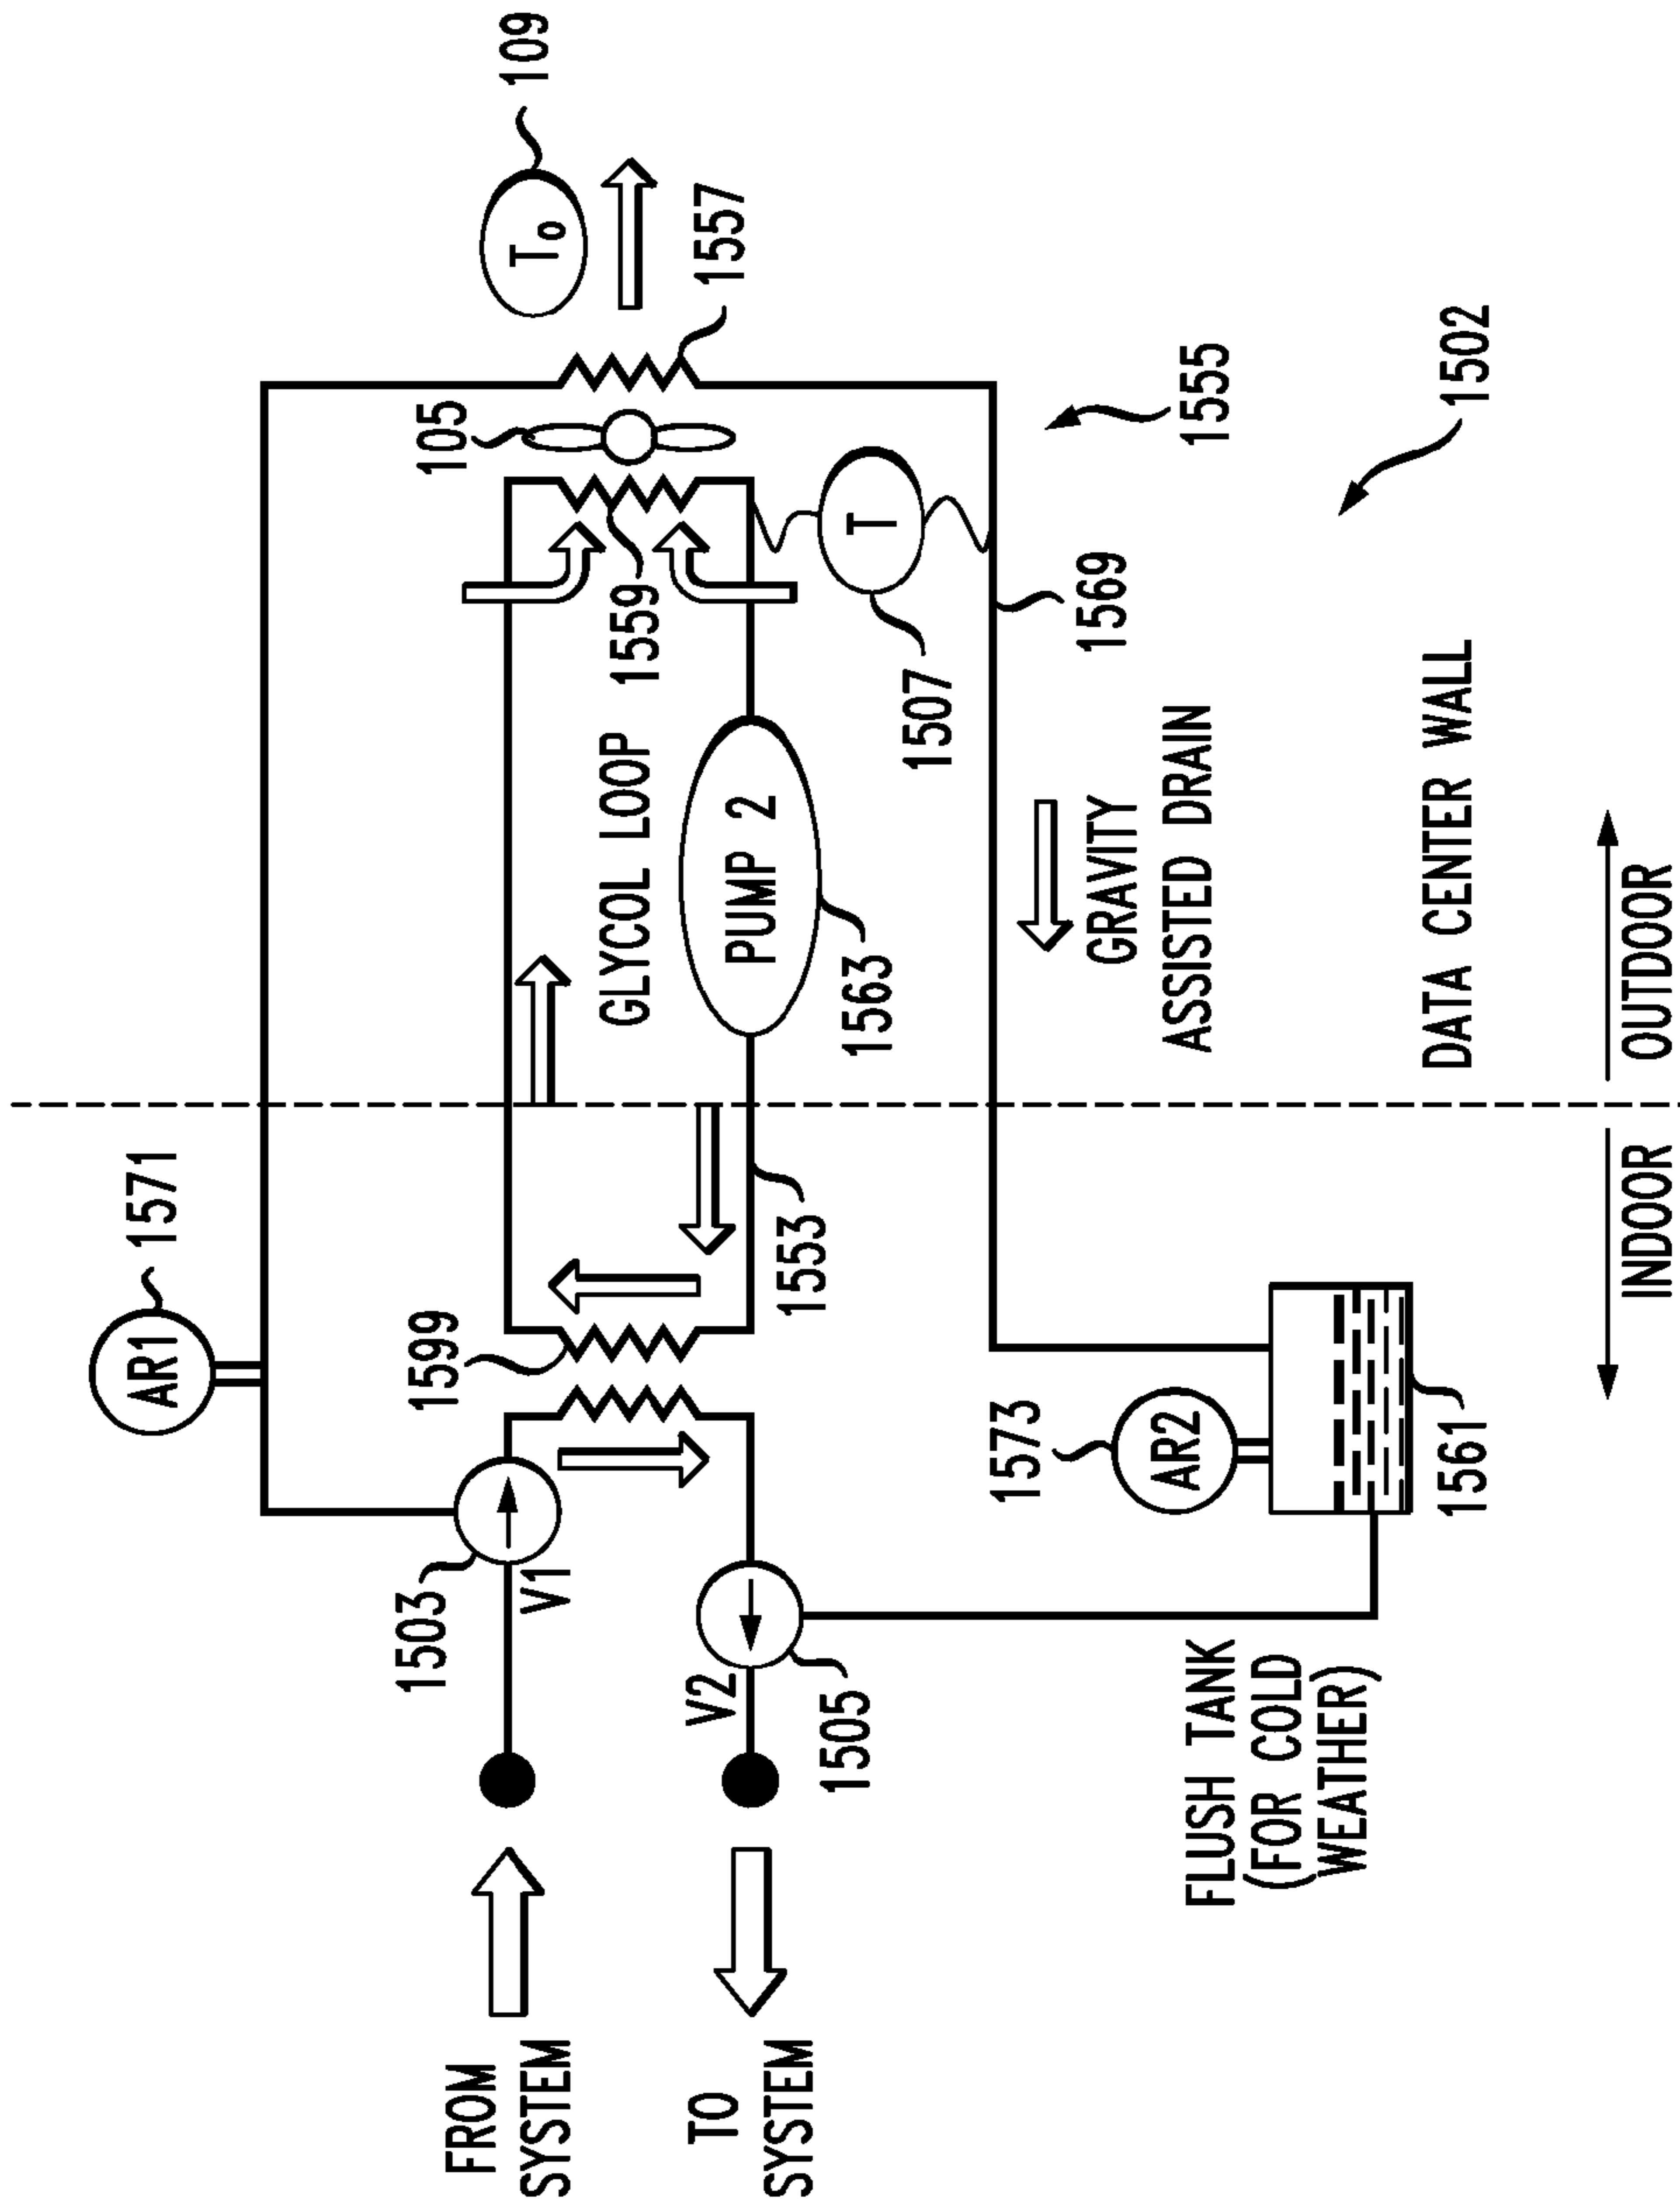 AR1
1571
1503
V1
1599
105
T₀
109
1557
FROM
SYSTEM
GLYCOL LOOP
1559
PUMP 2
1563
1553
T
1507
TO
SYSTEM
V2
1505
1573
AR2
GRAVITY
ASSISTED DRAIN
1569
1555
FLUSH TANK
(FOR COLD
WEATHER)
1561
DATA CENTER WALL
1502
INDOOR
OUTDOOR